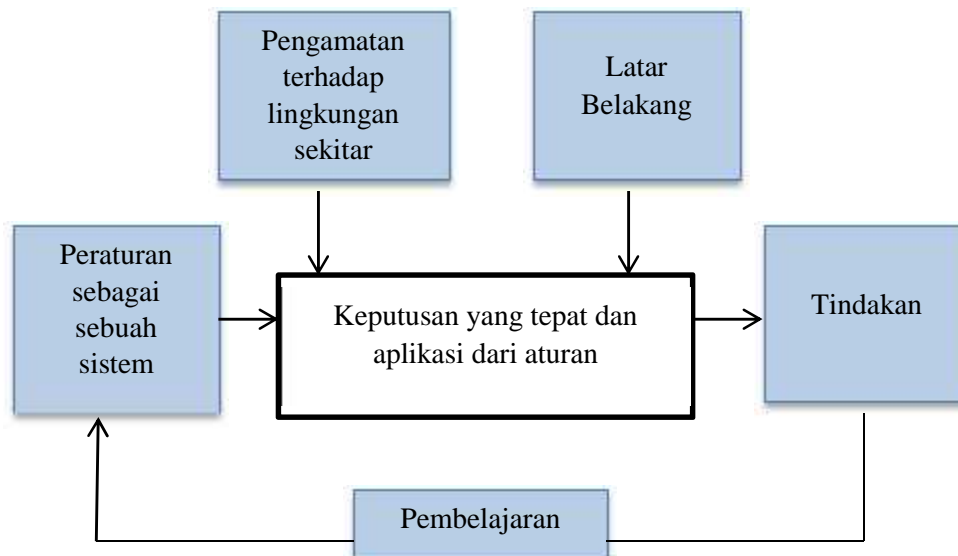 Pengamatan
terhadap
lingkungan
sekitar
Latar
Belakang
Peraturan
sebagai
sebuah
sistem
Keputusan yang tepat dan
aplikasi dari aturan
Tindakan
Pembelajaran